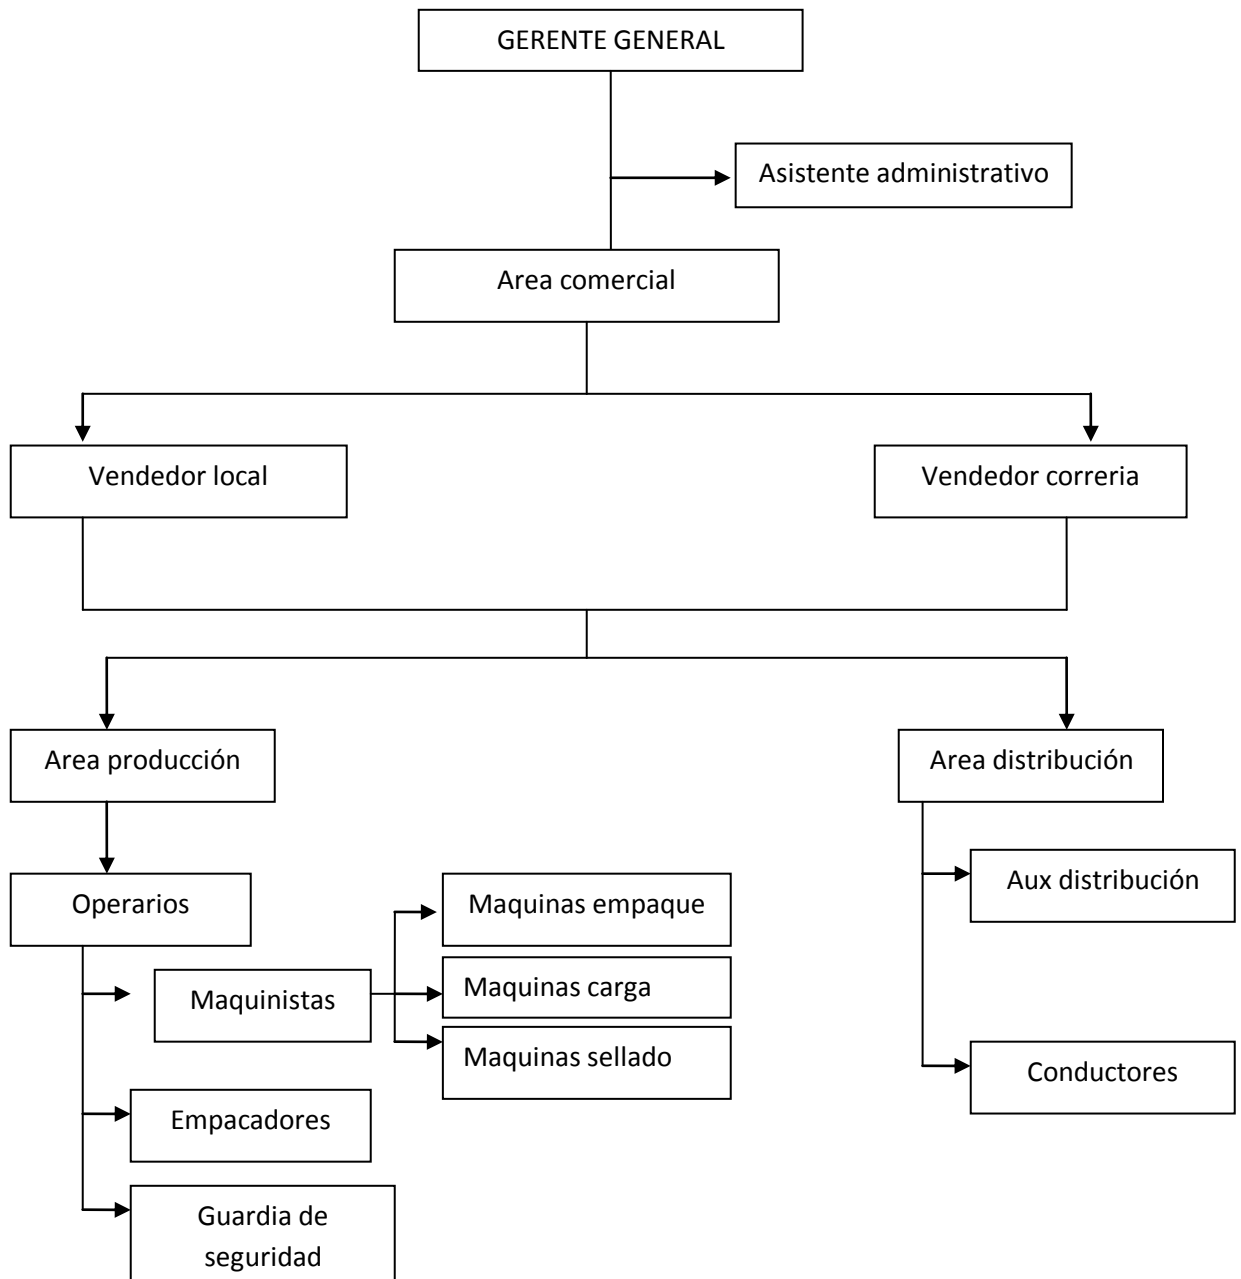 GERENTE GENERAL
Asistente administrativo
Area comercial
Vendedor local
Vendedor correria
Area producción
Area distribución
Operarios
Maquinas empaque
Aux distribución
Maquinistas
Maquinas carga
Maquinas sellado
Conductores
Empacadores
Guardia de
seguridad